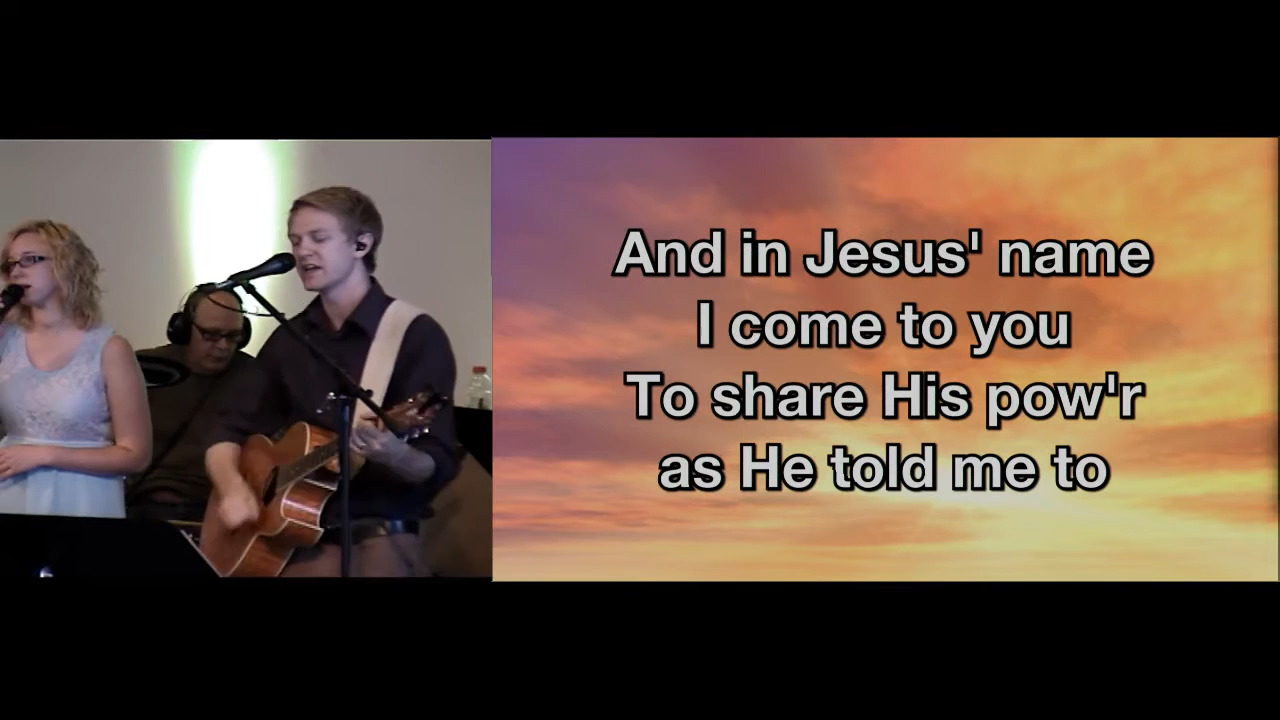 And in Jesus' name
I come to you
To share His pow'r
as He told me to